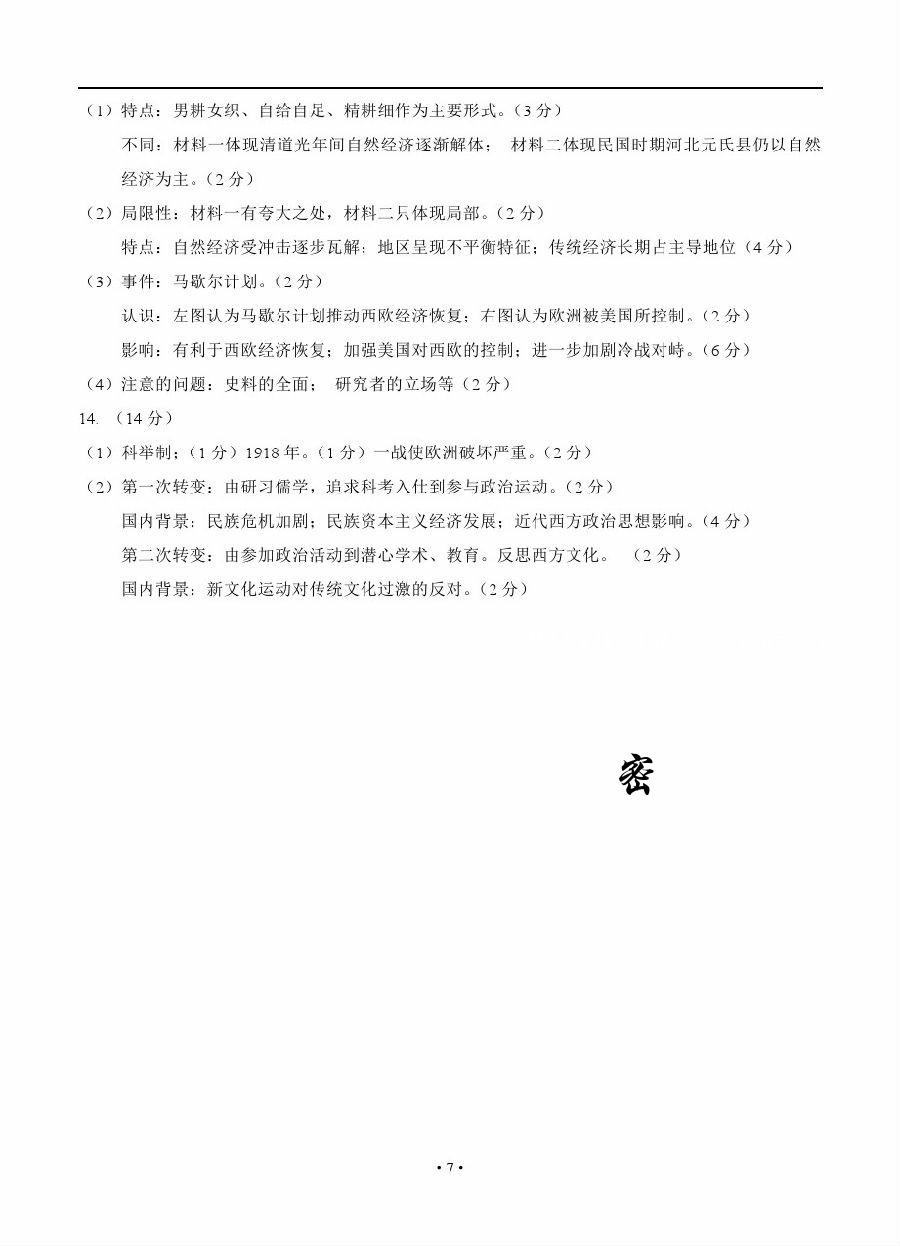 （1）特点：男耕女织、自给自足、精耕细作为主要形式。（3分）
不同：材料一体现清道光年间自然经济逐渐解体； 材料二体现民国时期河北元氏县仍以自然
经济为主。（2分）
（2）局限性：材料一有夸大之处，材料二只体现局部。（2分）
特点：自然经济受冲击逐步瓦解；地区呈现不平衡特征；传统经济长期占主导地位（4分）
（3）事件：马歇尔计划。（2分）
认识：左图认为马歇尔计划推动西欧经济恢复；右图认为欧洲被美国所控制。（2分）
影响：有利于西欧经济恢复；加强美国对西欧的控制；进一步加剧冷战对峙。（6分）
（4）注意的问题：史料的全面； 研究者的立场等（2分）
14. （14分）
（1）科举制；（1分）1918年。（1分）一战使欧洲破坏严重。（2分）
（2）第一次转变：由研习儒学，追求科考入仕到参与政治运动。（2分）
国内背景：民族危机加剧；民族资本主义经济发展；近代西方政治思想影响。（4分）
第二次转变：由参加政治活动到潜心学术、教育。反思西方文化。 （2分）
国内背景：新文化运动对传统文化过激的反对。（2分）
密
• 7 •